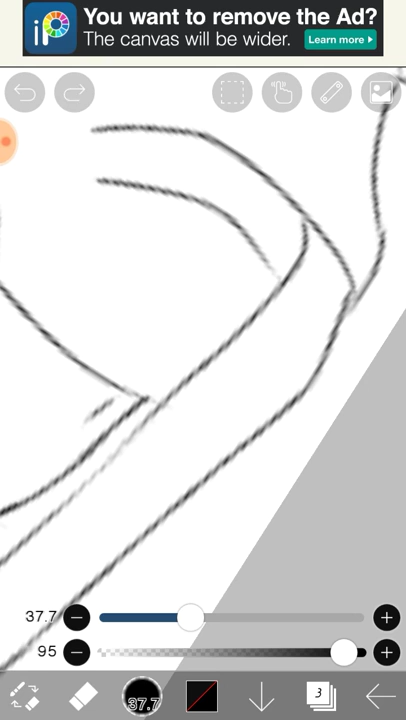 You want to remove the Ad?
The canvas will be wider.
Learn more
iP
37.7
95
37.7
3